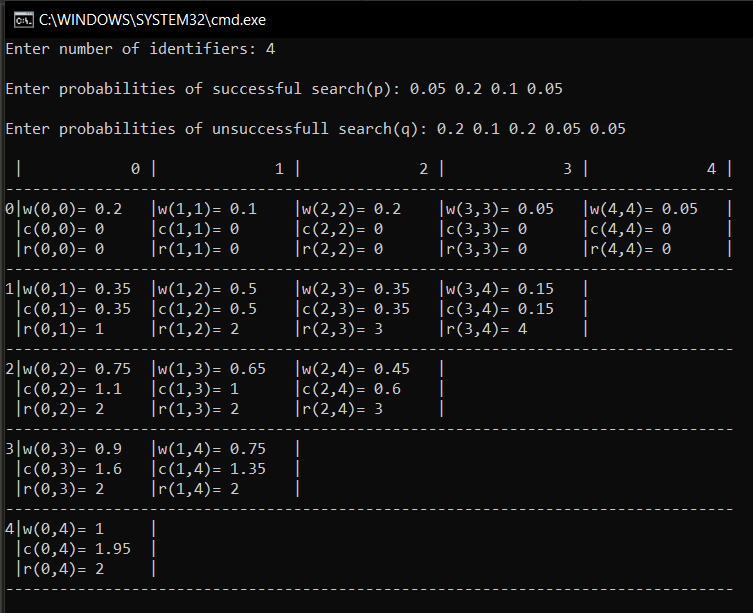 C:\WINDOWS\SYSTEM32\cmd.exe
Enter number of identifiers: 4
Enter probabilities of successful search(p): 0.05 0.2 0.1 0.05
Enter probabilities of unsuccessfull search(q): 0.2 0.1 0.2 0.05 0.05
 |            0 |            1 |            2 |            3 |            4 |
--------------------------------------------------------------------------
0|w(0,0)= 0.2   |w(1,1)= 0.1   |w(2,2)= 0.2   |w(3,3)= 0.05  |w(4,4)= 0.05  |
 |c(0,0)= 0     |c(1,1)= 0     |c(2,2)= 0     |c(3,3)= 0     |c(4,4)= 0     |
 |r(0,0)= 0     |r(1,1)= 0     |r(2,2)= 0     |r(3,3)= 0     |r(4,4)= 0     |
--------------------------------------------------------------------------
1|w(0,1)= 0.35  |w(1,2)= 0.5   |w(2,3)= 0.35  |w(3,4)= 0.15  |
 |c(0,1)= 0.35  |c(1,2)= 0.5   |c(2,3)= 0.35  |c(3,4)= 0.15  |
 |r(0,1)= 1     |r(1,2)= 2     |r(2,3)= 3     |r(3,4)= 4     |
--------------------------------------------------------------------------
2|w(0,2)= 0.75  |w(1,3)= 0.65  |w(2,4)= 0.45  |
 |c(0,2)= 1.1   |c(1,3)= 1     |c(2,4)= 0.6   |
 |r(0,2)= 2     |r(1,3)= 2     |r(2,4)= 3     |
--------------------------------------------------------------------------
3|w(0,3)= 0.9   |w(1,4)= 0.75  |
 |c(0,3)= 1.6   |c(1,4)= 1.35  |
 |r(0,3)= 2     |r(1,4)= 2     |
--------------------------------------------------------------------------
4|w(0,4)= 1     |
 |c(0,4)= 1.95  |
 |r(0,4)= 2     |
--------------------------------------------------------------------------